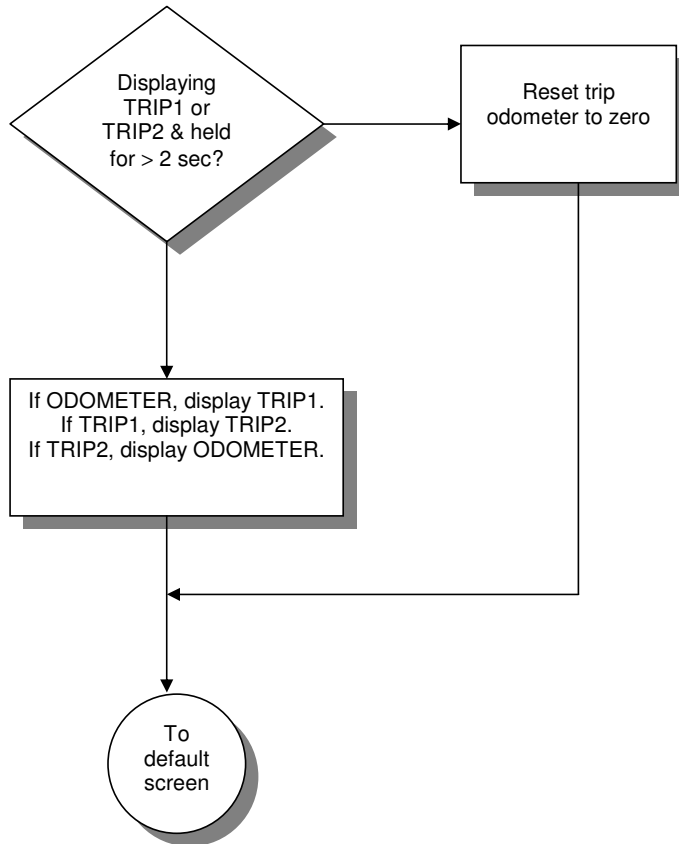 Displaying
TRIP1 or
TRIP2 & held
for > 2 sec?
Reset trip
odometer to zero
If ODOMETER, display TRIP1.
If TRIP1, display TRIP2.
If TRIP2, display ODOMETER.
To
default
screen